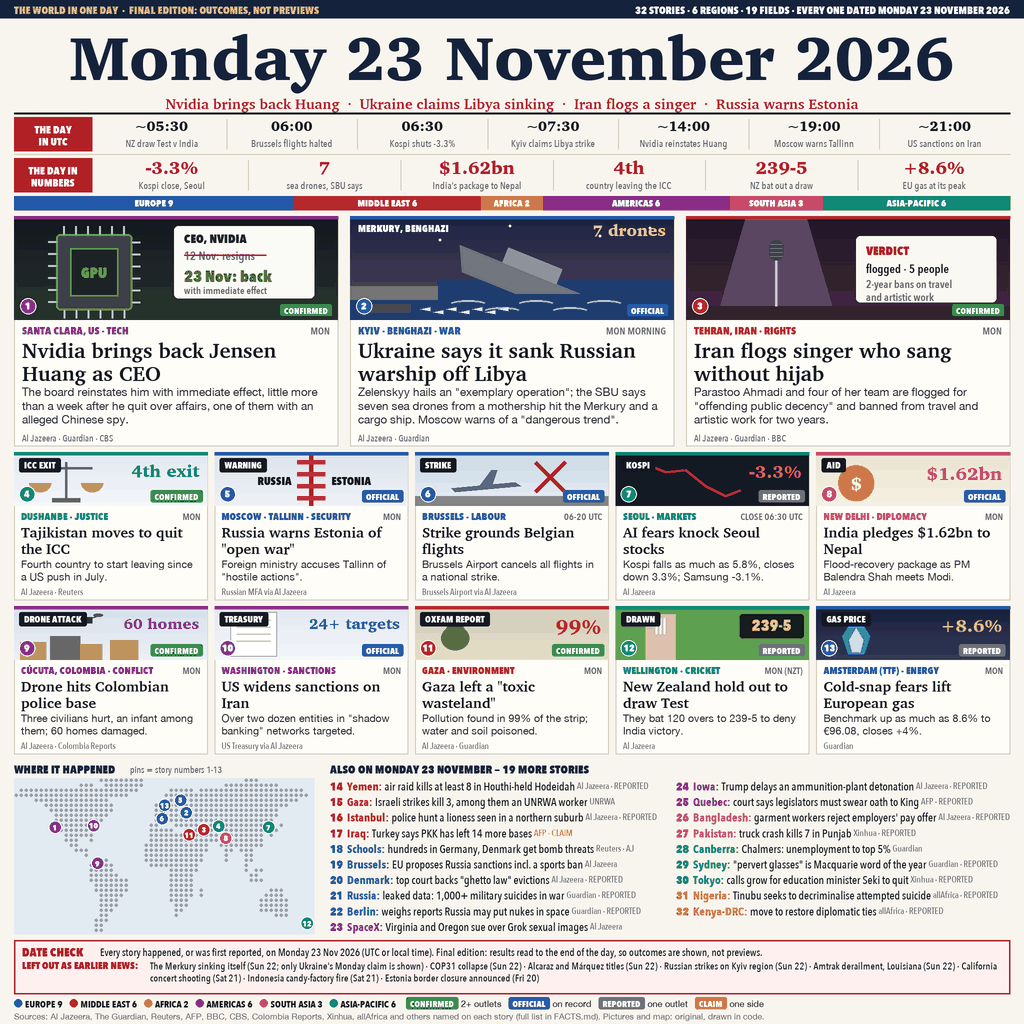 THE WORLD IN ONE DAY · FINAL EDITION: OUTCOMES, NOT PREVIEWS
32 STORIES · 6 REGIONS · 19 FIELDS · EVERY ONE DATED MONDAY 23 NOVEMBER 2026
Monday 23 November 2026
Nvidia brings back Huang · Ukraine claims Libya sinking · Iran flogs a singer · Russia warns Estonia
THE DAY
IN UTC
~05:30
NZ draw Test v India
06:00
Brussels flights halted
06:30
Kospi shuts -3.3%
~07:30
Kyiv claims Libya strike
~14:00
Nvidia reinstates Huang
~19:00
Moscow warns Tallinn
~21:00
US sanctions on Iran
THE DAY IN
NUMBERS
-3.3%
Kospi close, Seoul
7
sea drones, SBU says
$1.62bn
India's package to Nepal
4th
country leaving the ICC
239-5
NZ bat out a draw
+8.6%
EU gas at its peak
EUROPE 9
MIDDLE EAST 6
AFRICA 2
AMERICAS 6
SOUTH ASIA 3
ASIA-PACIFIC 6
GPU
CEO, NVIDIA
12 Nov: resigns
23 Nov: back
with immediate effect
1
CONFIRMED
SANTA CLARA, US · TECH
MON
Nvidia brings back Jensen
Huang as CEO
The board reinstates him with immediate effect, little more
than a week after he quit over affairs, one of them with an
alleged Chinese spy.
Al Jazeera · Guardian · CBS
MERKURY, BENGHAZI
7 drones
2
OFFICIAL
KYIV · BENGHAZI · WAR
MON MORNING
Ukraine says it sank Russian
warship off Libya
Zelenskyy hails an "exemplary operation"; the SBU says
seven sea drones from a mothership hit the Merkury and a
cargo ship. Moscow warns of a "dangerous trend".
Al Jazeera · Guardian
VERDICT
flogged · 5 people
2-year bans on travel
and artistic work
3
CONFIRMED
TEHRAN, IRAN · RIGHTS
MON
Iran flogs singer who sang
without hijab
Parastoo Ahmadi and four of her team are flogged for
"offending public decency" and banned from travel and
artistic work for two years.
Al Jazeera · Guardian · BBC
ICC EXIT
4th exit
4
CONFIRMED
DUSHANBE · JUSTICE
MON
Tajikistan moves to quit
the ICC
Fourth country to start leaving since
a US push in July.
Al Jazeera · Reuters
WARNING
RUSSIA
ESTONIA
5
OFFICIAL
MOSCOW · TALLINN · SECURITY
MON
Russia warns Estonia of
"open war"
Foreign ministry accuses Tallinn of
"hostile actions".
Russian MFA via Al Jazeera
STRIKE
6
OFFICIAL
BRUSSELS · LABOUR
06-20 UTC
Strike grounds Belgian
flights
Brussels Airport cancels all flights in
a national strike.
Brussels Airport via Al Jazeera
KOSPI
-3.3%
7
REPORTED
SEOUL · MARKETS
CLOSE 06:30 UTC
AI fears knock Seoul
stocks
Kospi falls as much as 5.8%, closes
down 3.3%; Samsung -3.1%.
Al Jazeera
AID
$
$1.62bn
8
OFFICIAL
NEW DELHI · DIPLOMACY
MON
India pledges $1.62bn to
Nepal
Flood-recovery package as PM
Balendra Shah meets Modi.
Al Jazeera
DRONE ATTACK
60 homes
9
CONFIRMED
CÚCUTA, COLOMBIA · CONFLICT
MON
Drone hits Colombian
police base
Three civilians hurt, an infant among
them; 60 homes damaged.
Al Jazeera · Colombia Reports
TREASURY
24+ targets
10
OFFICIAL
WASHINGTON · SANCTIONS
MON
US widens sanctions on
Iran
Over two dozen entities in "shadow
banking" networks targeted.
US Treasury via Al Jazeera
OXFAM REPORT
99%
11
CONFIRMED
GAZA · ENVIRONMENT
MON
Gaza left a "toxic
wasteland"
Pollution found in 99% of the strip;
water and soil poisoned.
Al Jazeera · Guardian
DRAWN
239-5
12
REPORTED
WELLINGTON · CRICKET
MON (NZT)
New Zealand hold out to
draw Test
They bat 120 overs to 239-5 to deny
India victory.
Al Jazeera
GAS PRICE
+8.6%
13
REPORTED
AMSTERDAM (TTF) · ENERGY
MON
Cold-snap fears lift
European gas
Benchmark up as much as 8.6% to
€96.08, closes +4%.
Guardian
WHERE IT HAPPENED
pins = story numbers 1-13
1
10
9
13
5
6
2
11
3
4
8
7
12
ALSO ON MONDAY 23 NOVEMBER – 19 MORE STORIES
14 Yemen: air raid kills at least 8 in Houthi-held Hodeidah Al Jazeera · REPORTED
15 Gaza: Israeli strikes kill 3, among them an UNRWA worker UNRWA
16 Istanbul: police hunt a lioness seen in a northern suburb Al Jazeera · REPORTED
17 Iraq: Turkey says PKK has left 14 more bases AFP · CLAIM
18 Schools: hundreds in Germany, Denmark get bomb threats Reuters · AJ
19 Brussels: EU proposes Russia sanctions incl. a sports ban Al Jazeera
20 Denmark: top court backs "ghetto law" evictions Al Jazeera · REPORTED
21 Russia: leaked data: 1,000+ military suicides in war Guardian · REPORTED
22 Berlin: weighs reports Russia may put nukes in space Guardian · REPORTED
23 SpaceX: Virginia and Oregon sue over Grok sexual images Al Jazeera
24 Iowa: Trump delays an ammunition-plant detonation Al Jazeera · REPORTED
25 Quebec: court says legislators must swear oath to King AFP · REPORTED
26 Bangladesh: garment workers reject employers' pay offer Al Jazeera · REPORTED
27 Pakistan: truck crash kills 7 in Punjab Xinhua · REPORTED
28 Canberra: Chalmers: unemployment to top 5% Guardian
29 Sydney: "pervert glasses" is Macquarie word of the year Guardian · REPORTED
30 Tokyo: calls grow for education minister Seki to quit Xinhua · REPORTED
31 Nigeria: Tinubu seeks to decriminalise attempted suicide allAfrica · REPORTED
32 Kenya-DRC: move to restore diplomatic ties allAfrica · REPORTED
DATE CHECK Every story happened, or was first reported, on Monday 23 Nov 2026 (UTC or local time). Final edition: results read to the end of the day, so outcomes are shown, not previews.
LEFT OUT AS EARLIER NEWS: The Merkury sinking itself (Sun 22; only Ukraine's Monday claim is shown) · COP31 collapse (Sun 22) · Alcaraz and Márquez titles (Sun 22) · Russian strikes on Kyiv region (Sun 22) · Amtrak derailment, Louisiana (Sun 22) · California
concert shooting (Sat 21) · Indonesia candy-factory fire (Sat 21) · Estonia border closure announced (Fri 20)
EUROPE 9 MIDDLE EAST 6 AFRICA 2 AMERICAS 6 SOUTH ASIA 3 ASIA-PACIFIC 6 CONFIRMED 2+ outlets OFFICIAL on record REPORTED one outlet CLAIM one side
Sources: Al Jazeera, The Guardian, Reuters, AFP, BBC, CBS, Colombia Reports, Xinhua, allAfrica and others named on each story (full list in FACTS.md). Pictures and map: original, drawn in code.